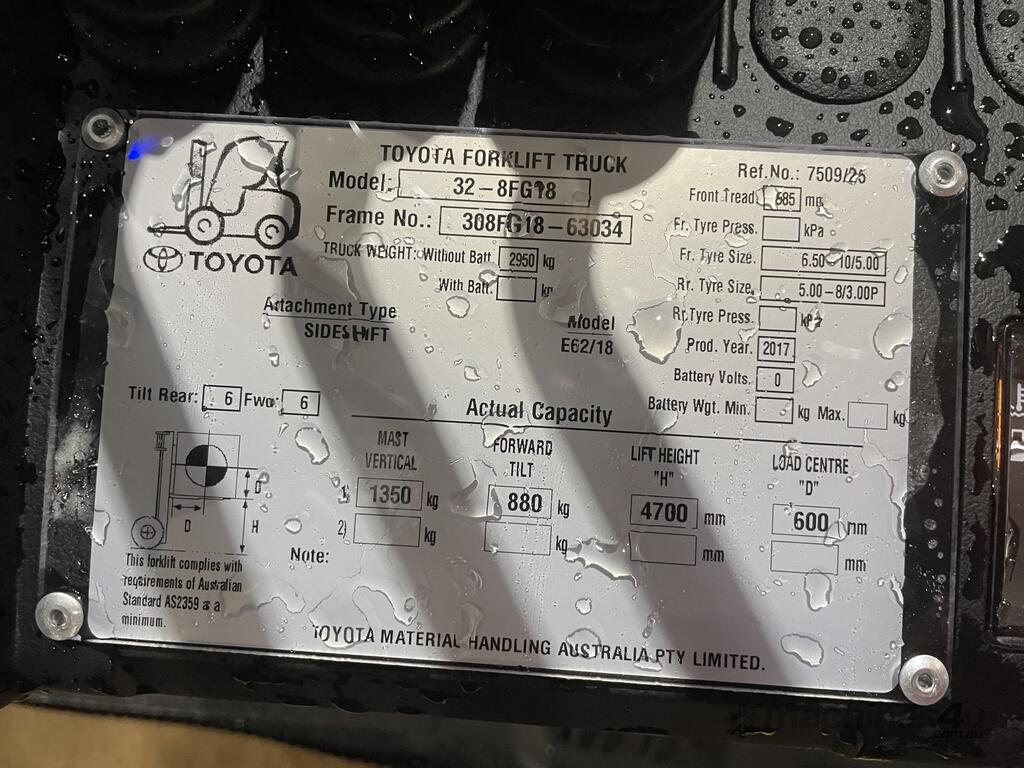 TOYOTA FORKLIFT TRUCK
Ref.No.: 7509/25
Model: 32-8FG18
Frame No.: 308FG18-63034
TOYOTA
TRUCK WEIGHT: Without Batt. 2950 kg
With Batt. kg
Attachment Type
SIDESHIFT
Model
E62/18
Front Tread 885 mm
Fr. Tyre Press. kPa
Fr. Tyre Size. 6.50-10/5.00
Rr. Tyre Size. 5.00-8/3.00P
Rr.Tyre Press. kPa
Prod. Year. 2017
Battery Volts. 0
Battery Wgt. Min. kg Max. kg
Tilt Rear: 6 Fwd: 6
Actual Capacity
MAST VERTICAL
FORWARD TILT
LIFT HEIGHT "H"
LOAD CENTRE "D"
1) 1350 kg 880 kg 4700 mm 600 mm
2) kg kg mm mm
D
D
H
Note:
This forklift complies with
requirements of Australian
Standard AS2359 as a
minimum.
TOYOTA MATERIAL HANDLING AUSTRALIA PTY LIMITED.
machines4u
.com.au